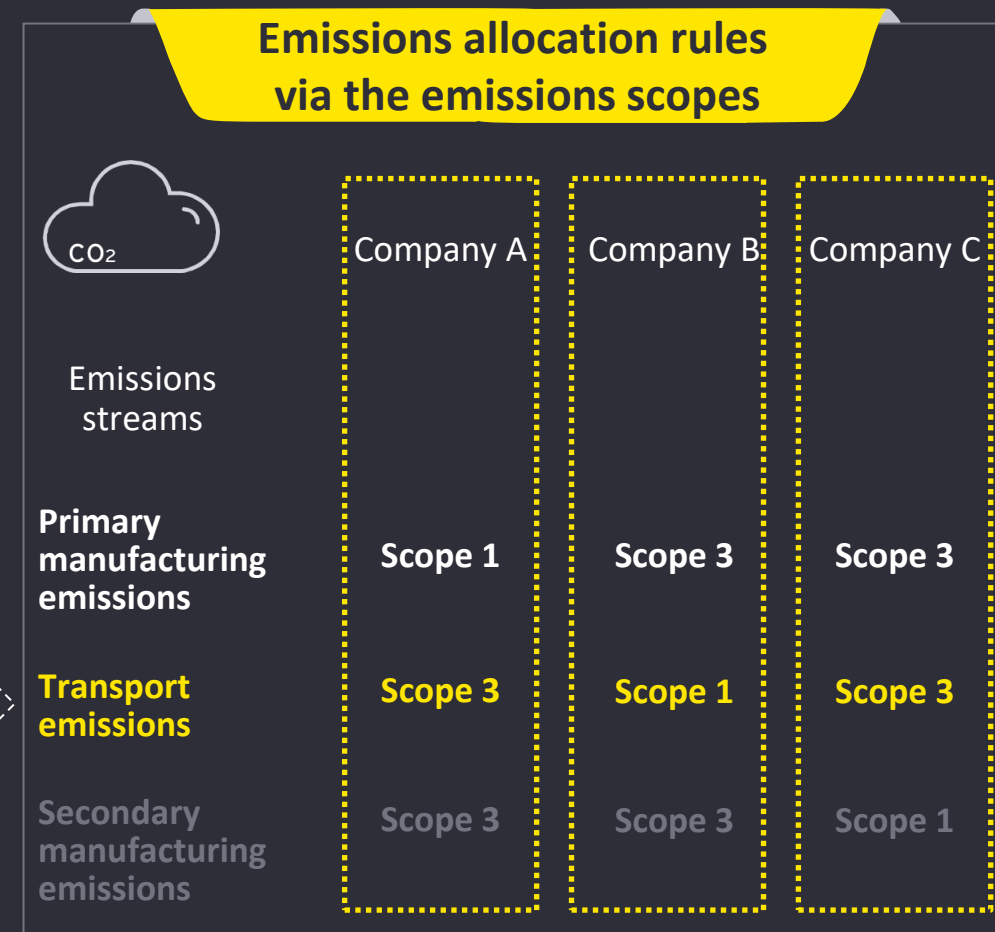 Emissions allocation rules
via the emissions scopes
CO2
Company A
Company B
Company C
Emissions
streams
Primary
manufacturing
emissions
Scope 1
Scope 3
Scope 3
Transport
emissions
Scope 3
Scope 1
Scope 3
Secondary
manufacturing
emissions
Scope 3
Scope 3
Scope 1